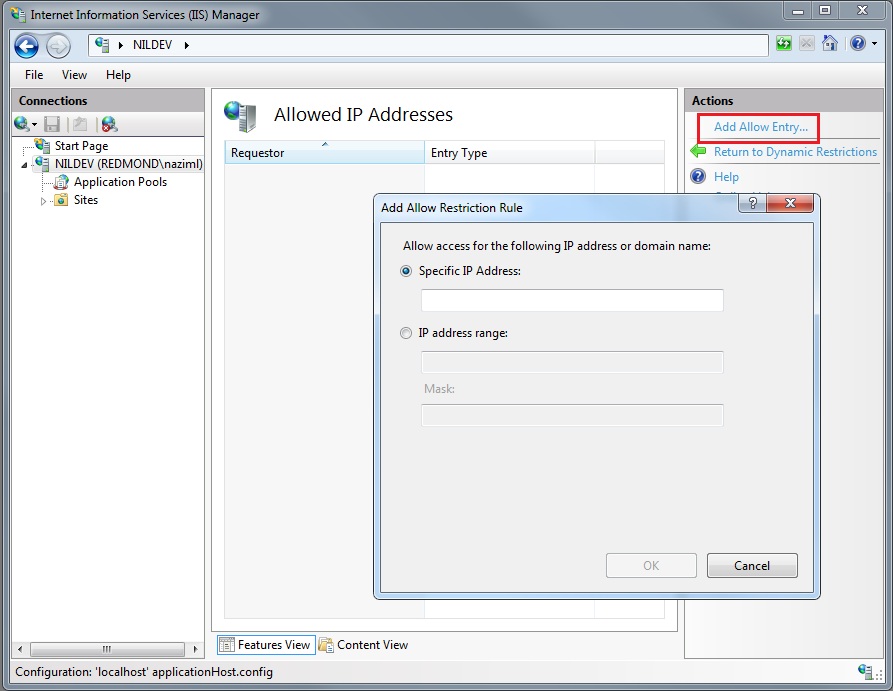 Internet Information Services (IIS) Manager
NILDEV
File View Help
Connections
Start Page
NILDEV (REDMOND\naziml)
Application Pools
Sites
Allowed IP Addresses
Requestor Entry Type
Actions
Add Allow Entry...
Return to Dynamic Restrictions
Help
Add Allow Restriction Rule
Allow access for the following IP address or domain name:
Specific IP Address:
IP address range:
Mask:
OK Cancel
Features View Content View
Configuration: 'localhost' applicationHost.config